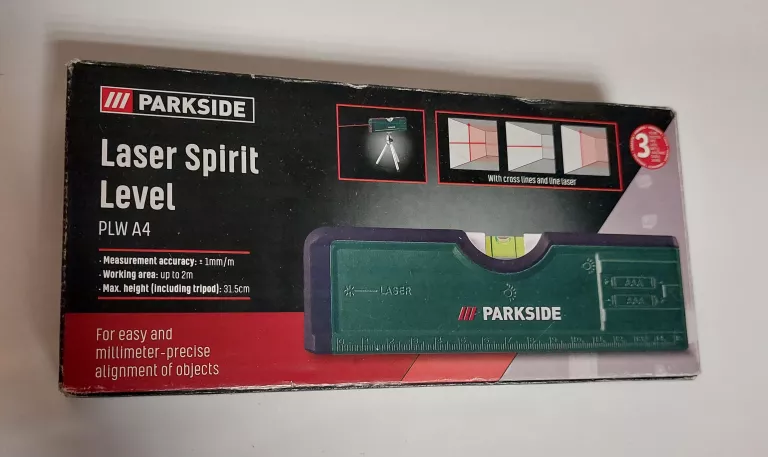 PARKSIDE
Laser Spirit
Level
PLW A4
· Measurement accuracy: ± 1mm/m
· Working area: up to 2m
· Max. height (including tripod): 31.5cm
For easy and
millimeter-precise
alignment of objects
With cross lines and line laser
3
LASER
PARKSIDE
AAA
AAA